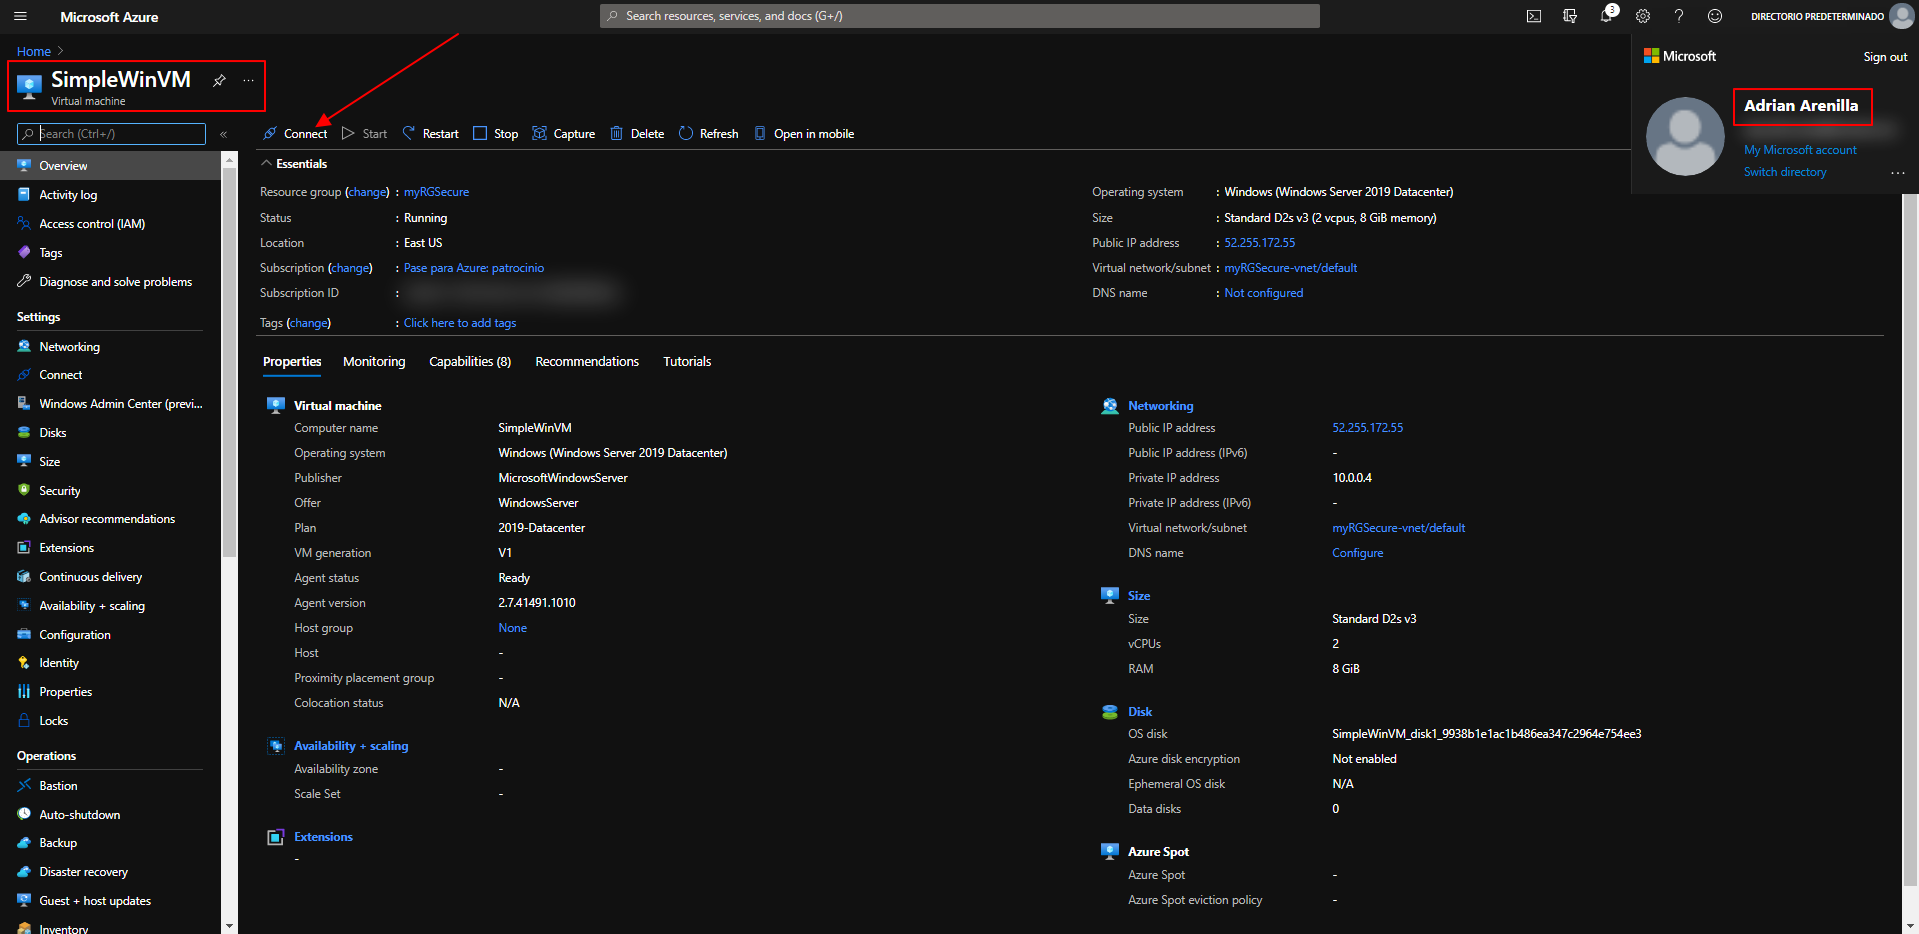 Microsoft Azure
Search resources, services, and docs (G+/)
3
DIRECTORIO PREDETERMINADO
Home >
SimpleWinVM
Virtual machine
Microsoft
Sign out
Adrian Arenilla
My Microsoft account
Switch directory
Search (Ctrl+/)
Connect
Start
Restart
Stop
Capture
Delete
Refresh
Open in mobile
Overview
Activity log
Access control (IAM)
Tags
Diagnose and solve problems
Settings
Networking
Connect
Windows Admin Center (previ...
Disks
Size
Security
Advisor recommendations
Extensions
Continuous delivery
Availability + scaling
Configuration
Identity
Properties
Locks
Operations
Bastion
Auto-shutdown
Backup
Disaster recovery
Guest + host updates
Inventory
Essentials
Resource group (change) : myRGSecure
Status : Running
Location : East US
Subscription (change) : Pase para Azure: patrocinio
Subscription ID :
Tags (change) : Click here to add tags
Operating system : Windows (Windows Server 2019 Datacenter)
Size : Standard D2s v3 (2 vcpus, 8 GiB memory)
Public IP address : 52.255.172.55
Virtual network/subnet : myRGSecure-vnet/default
DNS name : Not configured
Properties
Monitoring
Capabilities (8)
Recommendations
Tutorials
Virtual machine
Computer name SimpleWinVM
Operating system Windows (Windows Server 2019 Datacenter)
Publisher MicrosoftWindowsServer
Offer WindowsServer
Plan 2019-Datacenter
VM generation V1
Agent status Ready
Agent version 2.7.41491.1010
Host group None
Host -
Proximity placement group -
Colocation status N/A
Availability + scaling
Availability zone -
Scale Set -
Extensions
-
Networking
Public IP address 52.255.172.55
Public IP address (IPv6) -
Private IP address 10.0.0.4
Private IP address (IPv6) -
Virtual network/subnet myRGSecure-vnet/default
DNS name Configure
Size
Size Standard D2s v3
vCPUs 2
RAM 8 GiB
Disk
OS disk SimpleWinVM_disk1_9938b1e1ac1b486ea347c2964e754ee3
Azure disk encryption Not enabled
Ephemeral OS disk N/A
Data disks 0
Azure Spot
Azure Spot -
Azure Spot eviction policy -